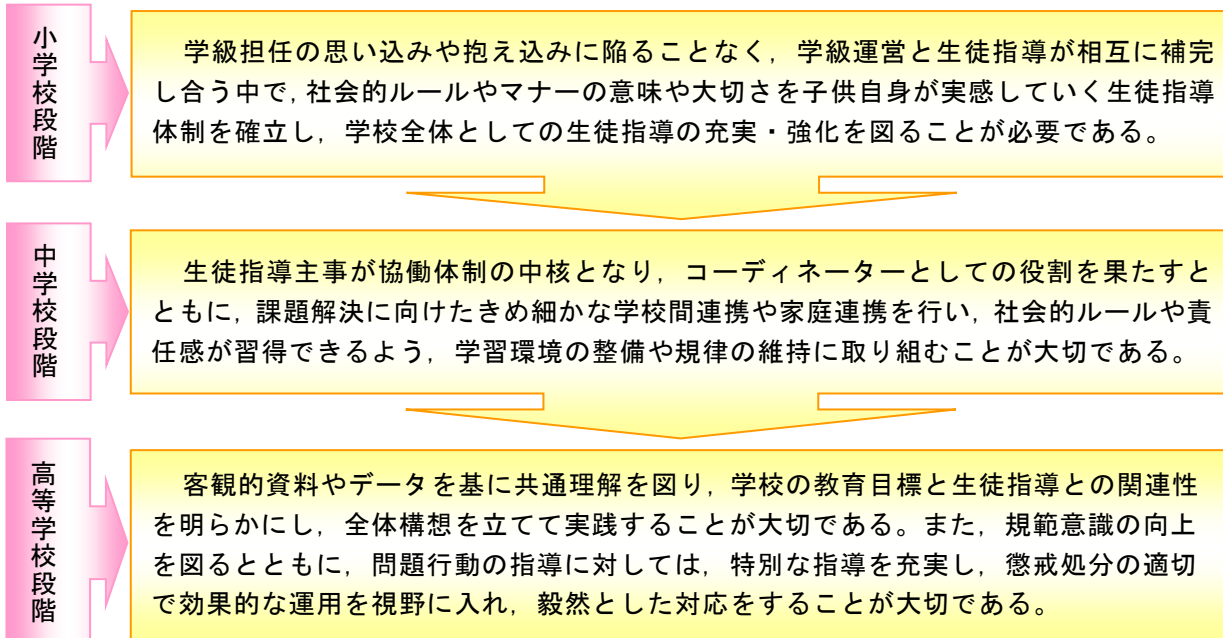 小学校段階
学級担任の思い込みや抱え込みに陥ることなく，学級運営と生徒指導が相互に補完
し合う中で，社会的ルールやマナーの意味や大切さを子供自身が実感していく生徒指導
体制を確立し，学校全体としての生徒指導の充実・強化を図ることが必要である。
中学校段階
生徒指導主事が協働体制の中核となり，コーディネーターとしての役割を果たすと
ともに，課題解決に向けたきめ細かな学校間連携や家庭連携を行い，社会的ルールや責
任感が習得できるよう，学習環境の整備や規律の維持に取り組むことが大切である。
高等学校段階
客観的資料やデータを基に共通理解を図り，学校の教育目標と生徒指導との関連性
を明らかにし，全体構想を立てて実践することが大切である。また，規範意識の向上
を図るとともに，問題行動の指導に対しては，特別な指導を充実し，懲戒処分の適切
で効果的な運用を視野に入れ，毅然とした対応をすることが大切である。